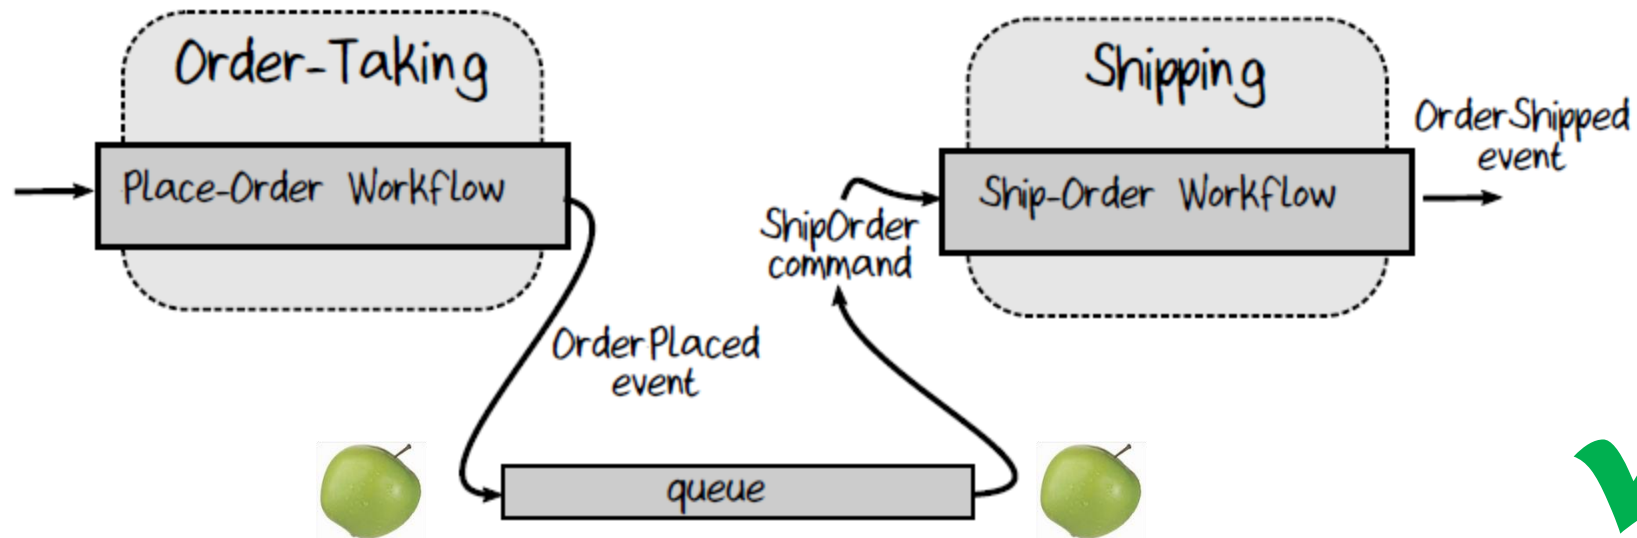 Order-Taking
Place-Order Workflow
OrderPlaced
event
queue
ShipOrder
command
Shipping
Ship-Order Workflow
OrderShipped
event